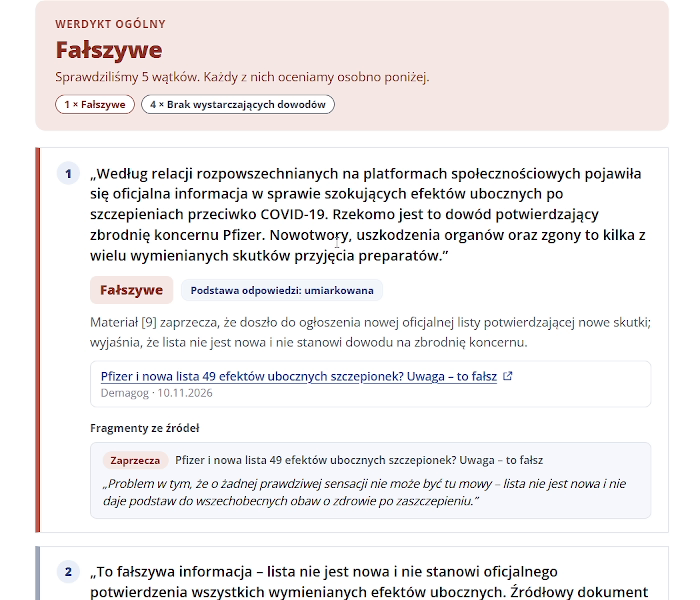 WERDYKT OGÓLNY
Fałszywe
Sprawdziliśmy 5 wątków. Każdy z nich oceniamy osobno poniżej.
1 × Fałszywe 4 × Brak wystarczających dowodów
1 „Według relacji rozpowszechnianych na platformach społecznościowych pojawiła
się oficjalna informacja w sprawie szokujących efektów ubocznych po
szczepieniach przeciwko COVID-19. Rzekomo jest to dowód potwierdzający
zbrodnię koncernu Pfizer. Nowotwory, uszkodzenia organów oraz zgony to kilka z
wielu wymienianych skutków przyjęcia preparatów.”
Fałszywe Podstawa odpowiedzi: umiarkowana
Materiał [9] zaprzecza, że doszło do ogłoszenia nowej oficjalnej listy potwierdzającej nowe skutki;
wyjaśnia, że lista nie jest nowa i nie stanowi dowodu na zbrodnię koncernu.
Pfizer i nowa lista 49 efektów ubocznych szczepionek? Uwaga – to fałsz
Demagog · 10.11.2026
Fragmenty ze źródeł
Zaprzecza Pfizer i nowa lista 49 efektów ubocznych szczepionek? Uwaga – to fałsz
„Problem w tym, że o żadnej prawdziwej sensacji nie może być tu mowy – lista nie jest nowa i nie
daje podstaw do wszechobecnych obaw o zdrowie po zaszczepieniu.”
2 „To fałszywa informacja – lista nie jest nowa i nie stanowi oficjalnego
potwierdzenia wszystkich wymienianych efektów ubocznych. Źródłowy dokument